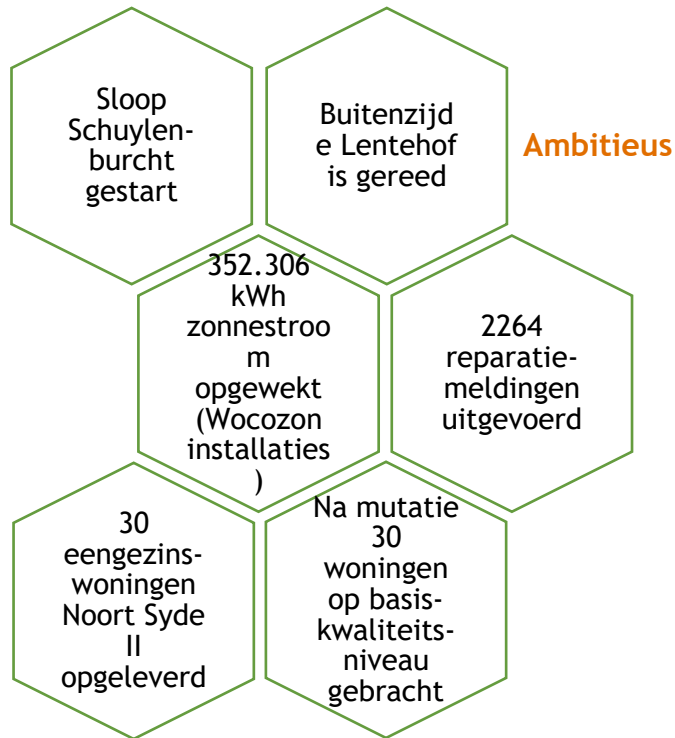 Sloop
Schuylen-
burcht
gestart
Buitenzijd
e Lentehof
is gereed
Ambitieus
352.306
kWh
zonnestroo
m
opgewekt
(Wocozon
installaties
)
2264
reparatie-
meldingen
uitgevoerd
30
eengezins-
woningen
Noort Syde
II
opgeleverd
Na mutatie
30
woningen
op basis-
kwaliteits-
niveau
gebracht